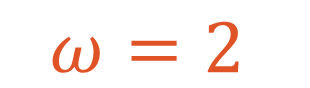 ω = 2